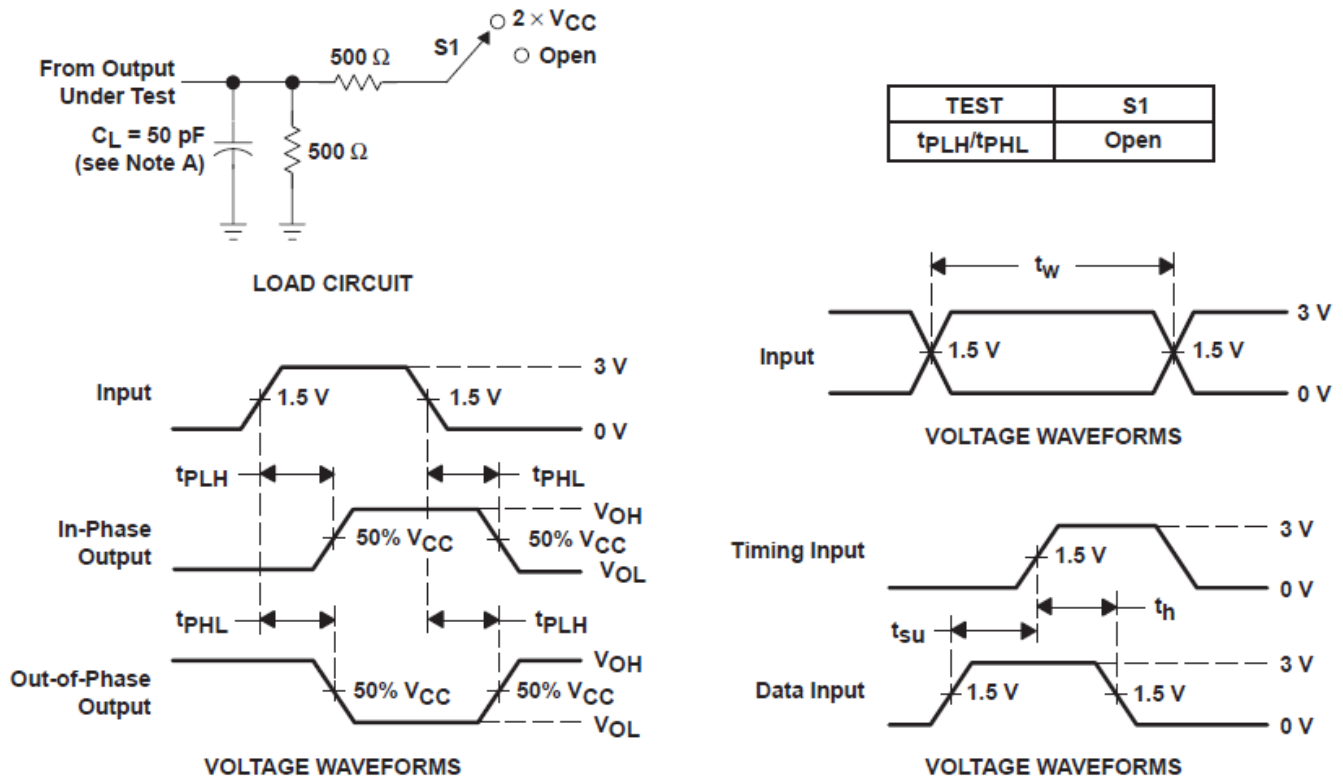 2 × VCC
S1
Open
500 Ω
From Output
Under Test
CL = 50 pF
(see Note A)
500 Ω
LOAD CIRCUIT
TEST S1
tPLH/tPHL Open
tw
3 V
Input 1.5 V 1.5 V
0 V
VOLTAGE WAVEFORMS
3 V
Input 1.5 V 1.5 V
0 V
tPLH tPHL
VOH
In-Phase
Output
50% VCC 50% VCC
VOL
tPHL tPLH
VOH
Out-of-Phase
Output
50% VCC 50% VCC
VOL
VOLTAGE WAVEFORMS
3 V
Timing Input 1.5 V
0 V
th
tsu
3 V
Data Input 1.5 V 1.5 V
0 V
VOLTAGE WAVEFORMS